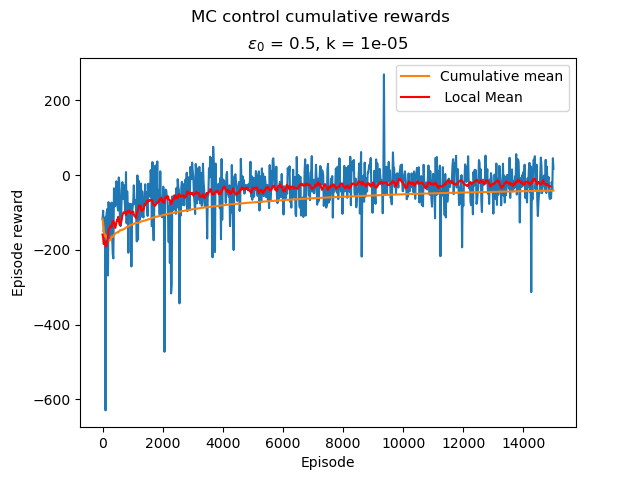 MC control cumulative rewards
ε₀ = 0.5, k = 1e-05
Cumulative mean
Local Mean
Episode reward
200
0
−200
−400
−600
0 2000 4000 6000 8000 10000 12000 14000
Episode